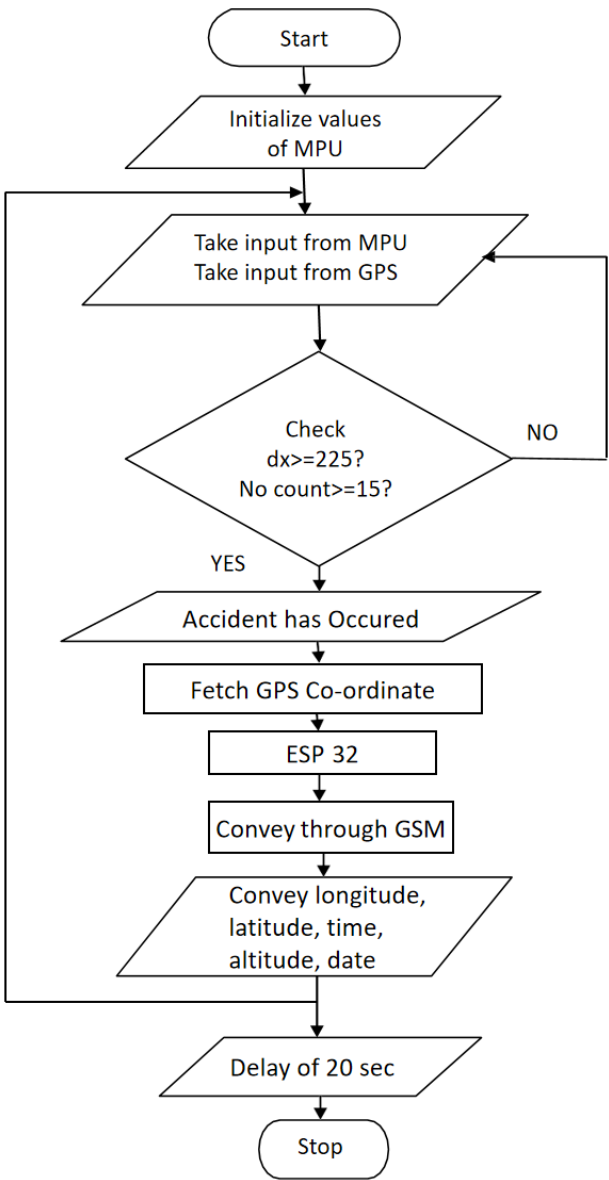 Start
Initialize values
of MPU
Take input from MPU
Take input from GPS
Check
dx>=225?
No count>=15?
NO
YES
Accident has Occured
Fetch GPS Co-ordinate
ESP 32
Convey through GSM
Convey longitude,
latitude, time,
altitude, date
Delay of 20 sec
Stop